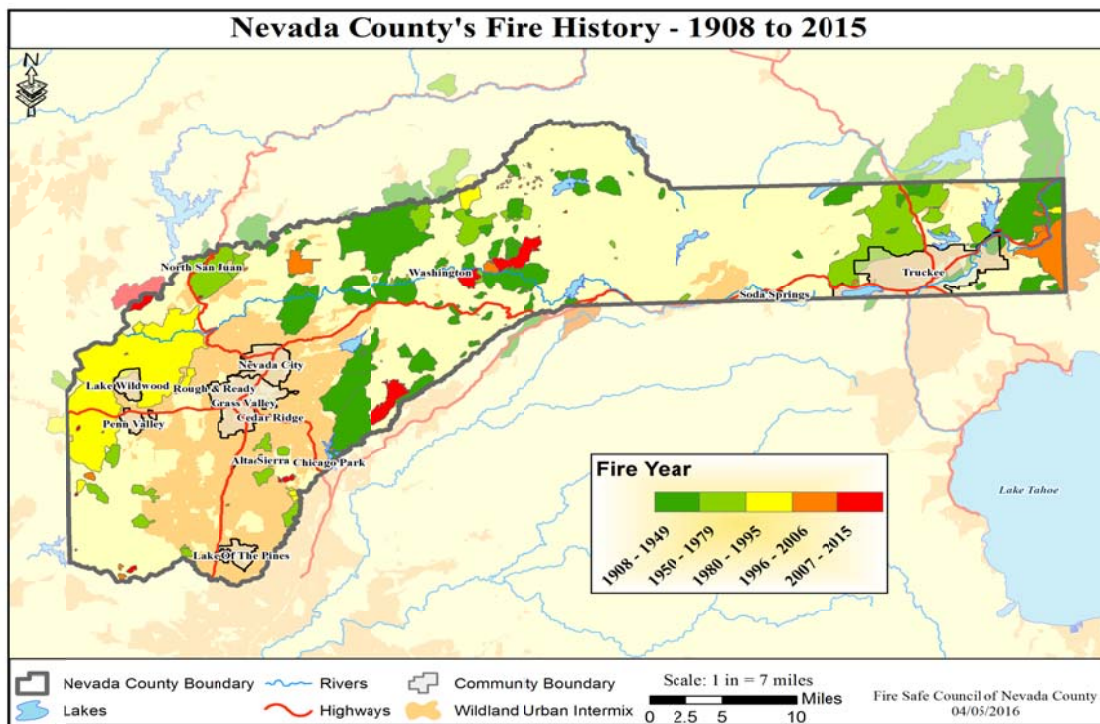 Nevada County's Fire History - 1908 to 2015
N
North San Juan
Washington
Truckee
Soda Springs
Nevada City
Lake Wildwood
Rough & Ready
Grass Valley
Penn Valley
Cedar Ridge
Alta Sierra
Chicago Park
Lake Of The Pines
Lake Tahoe
Fire Year
1908 - 1949
1950 - 1979
1980 - 1995
1996 - 2006
2007 - 2015
Nevada County Boundary
Rivers
Community Boundary
Lakes
Highways
Wildland Urban Intermix
Scale: 1 in = 7 miles
Miles
0 2.5 5 10
Fire Safe Council of Nevada County
04/05/2016